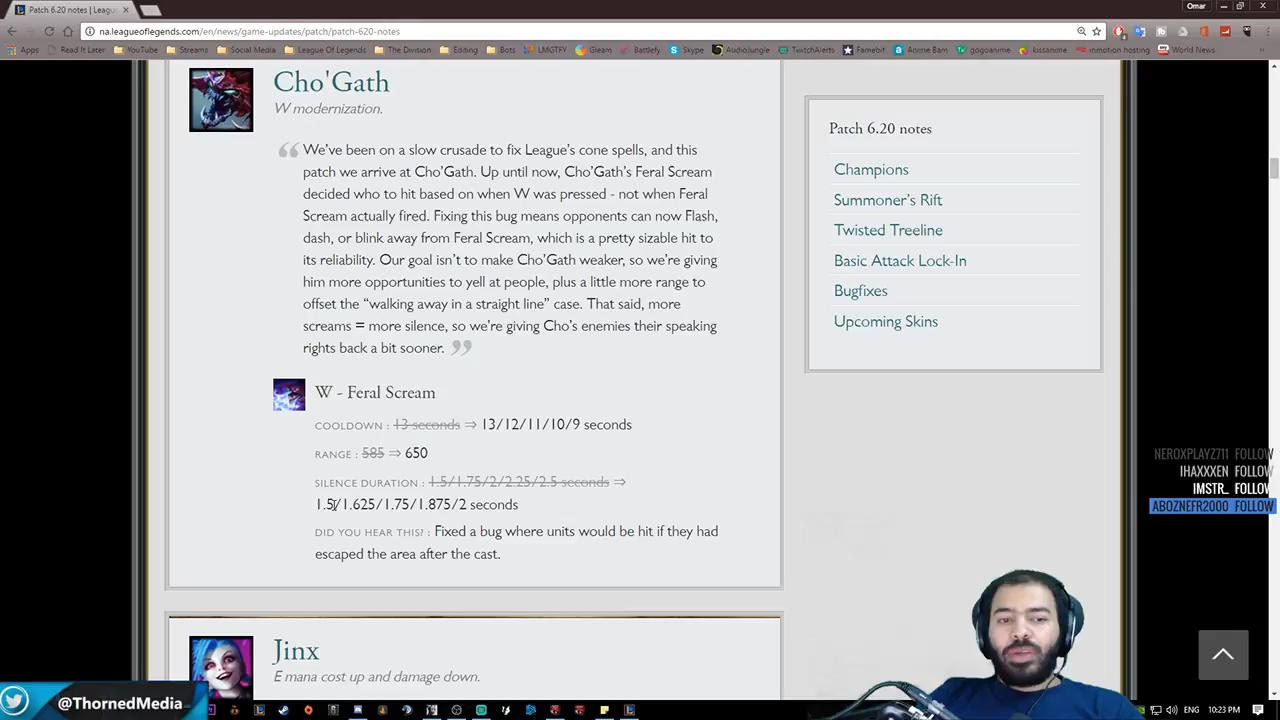 Patch 6.20 notes | Leagu
Omar
na.leagueoflegends.com/en/news/game-updates/patch/patch-620-notes
Apps Read It Later YouTube Streams Social Media League Of Legends The Division Editing Bots LMGTFY Gleam Battlefy Skype AudioJungle TwitchAlerts Famebit Anime Bam gogoanime kissanime inmotion hosting World News
Cho'Gath
W modernization.
We've been on a slow crusade to fix League's cone spells, and this
patch we arrive at Cho'Gath. Up until now, Cho'Gath's Feral Scream
decided who to hit based on when W was pressed - not when Feral
Scream actually fired. Fixing this bug means opponents can now Flash,
dash, or blink away from Feral Scream, which is a pretty sizable hit to
its reliability. Our goal isn't to make Cho'Gath weaker, so we're giving
him more opportunities to yell at people, plus a little more range to
offset the “walking away in a straight line” case. That said, more
screams = more silence, so we're giving Cho's enemies their speaking
rights back a bit sooner.
W - Feral Scream
COOLDOWN : 13 seconds ⇒ 13/12/11/10/9 seconds
RANGE : 585 ⇒ 650
SILENCE DURATION : 1.5/1.75/2/2.25/2.5 seconds ⇒
1.5/1.625/1.75/1.875/2 seconds
DID YOU HEAR THIS? : Fixed a bug where units would be hit if they had
escaped the area after the cast.
Jinx
E mana cost up and damage down.
Patch 6.20 notes
Champions
Summoner's Rift
Twisted Treeline
Basic Attack Lock-In
Bugfixes
Upcoming Skins
NEROXPLAYZ711 FOLLOW
IHAXXXEN FOLLOW
IMSTR_ FOLLOW
ABOZNEFR2000 FOLLOW
@ThornedMedia
ENG 10:23 PM